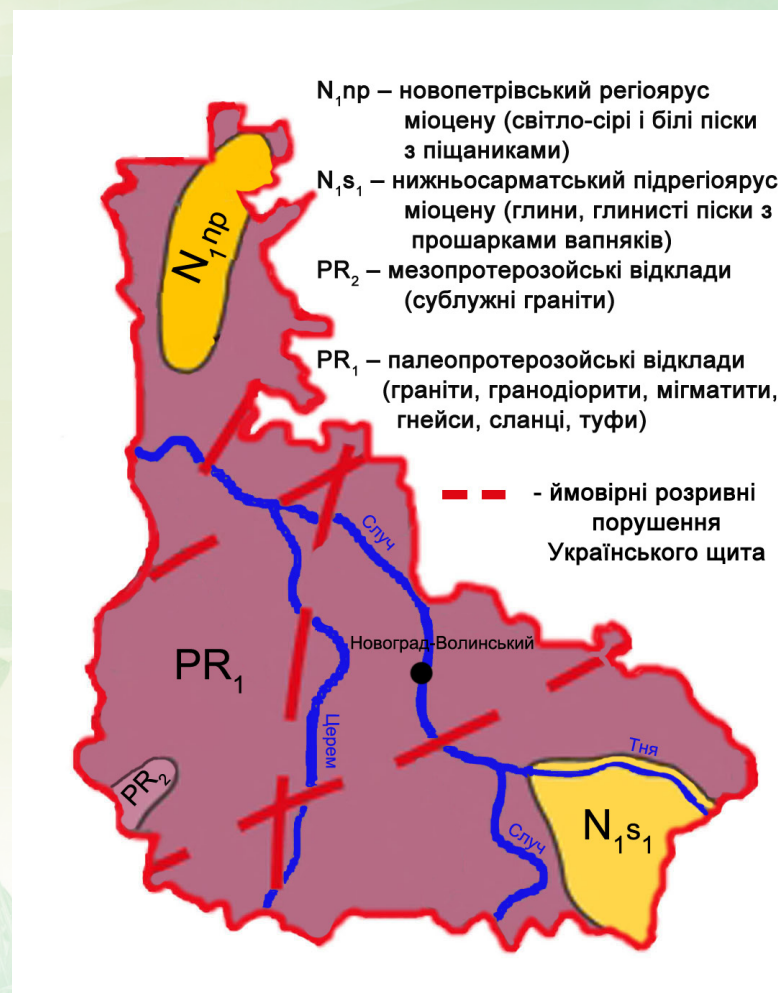 N₁np – новопетрівський регіоярус
міоцену (світло-сірі і білі піски
з піщаниками)
N₁s₁ – нижньосарматський підрегіоярус
міоцену (глини, глинисті піски з
прошарками вапняків)
PR₂ – мезопротерозойські відклади
(сублужні граніти)
PR₁ – палеопротерозойські відклади
(граніти, гранодіорити, мігматити,
гнейси, сланці, туфи)
- ймовірні розривні
порушення
Українського щита
N₁np
Случ
Новоград-Волинський
PR₁
Церем
Тня
PR₂
N₁s₁
Случ